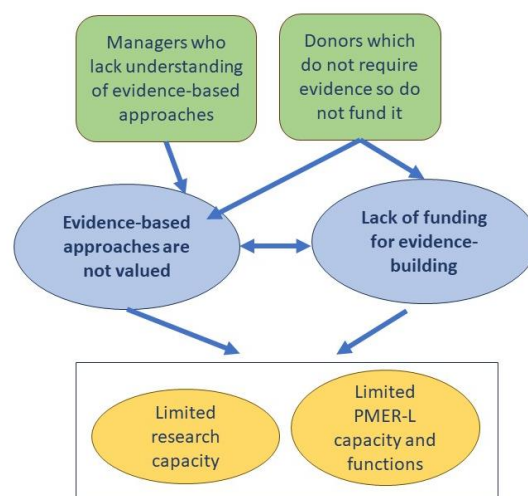 Managers who
lack understanding
of evidence-based
approaches
Donors which
do not require
evidence so do
not fund it
Evidence-based
approaches are
not valued
Lack of funding
for evidence-
building
Limited
research
capacity
Limited
PMER-L
capacity and
functions